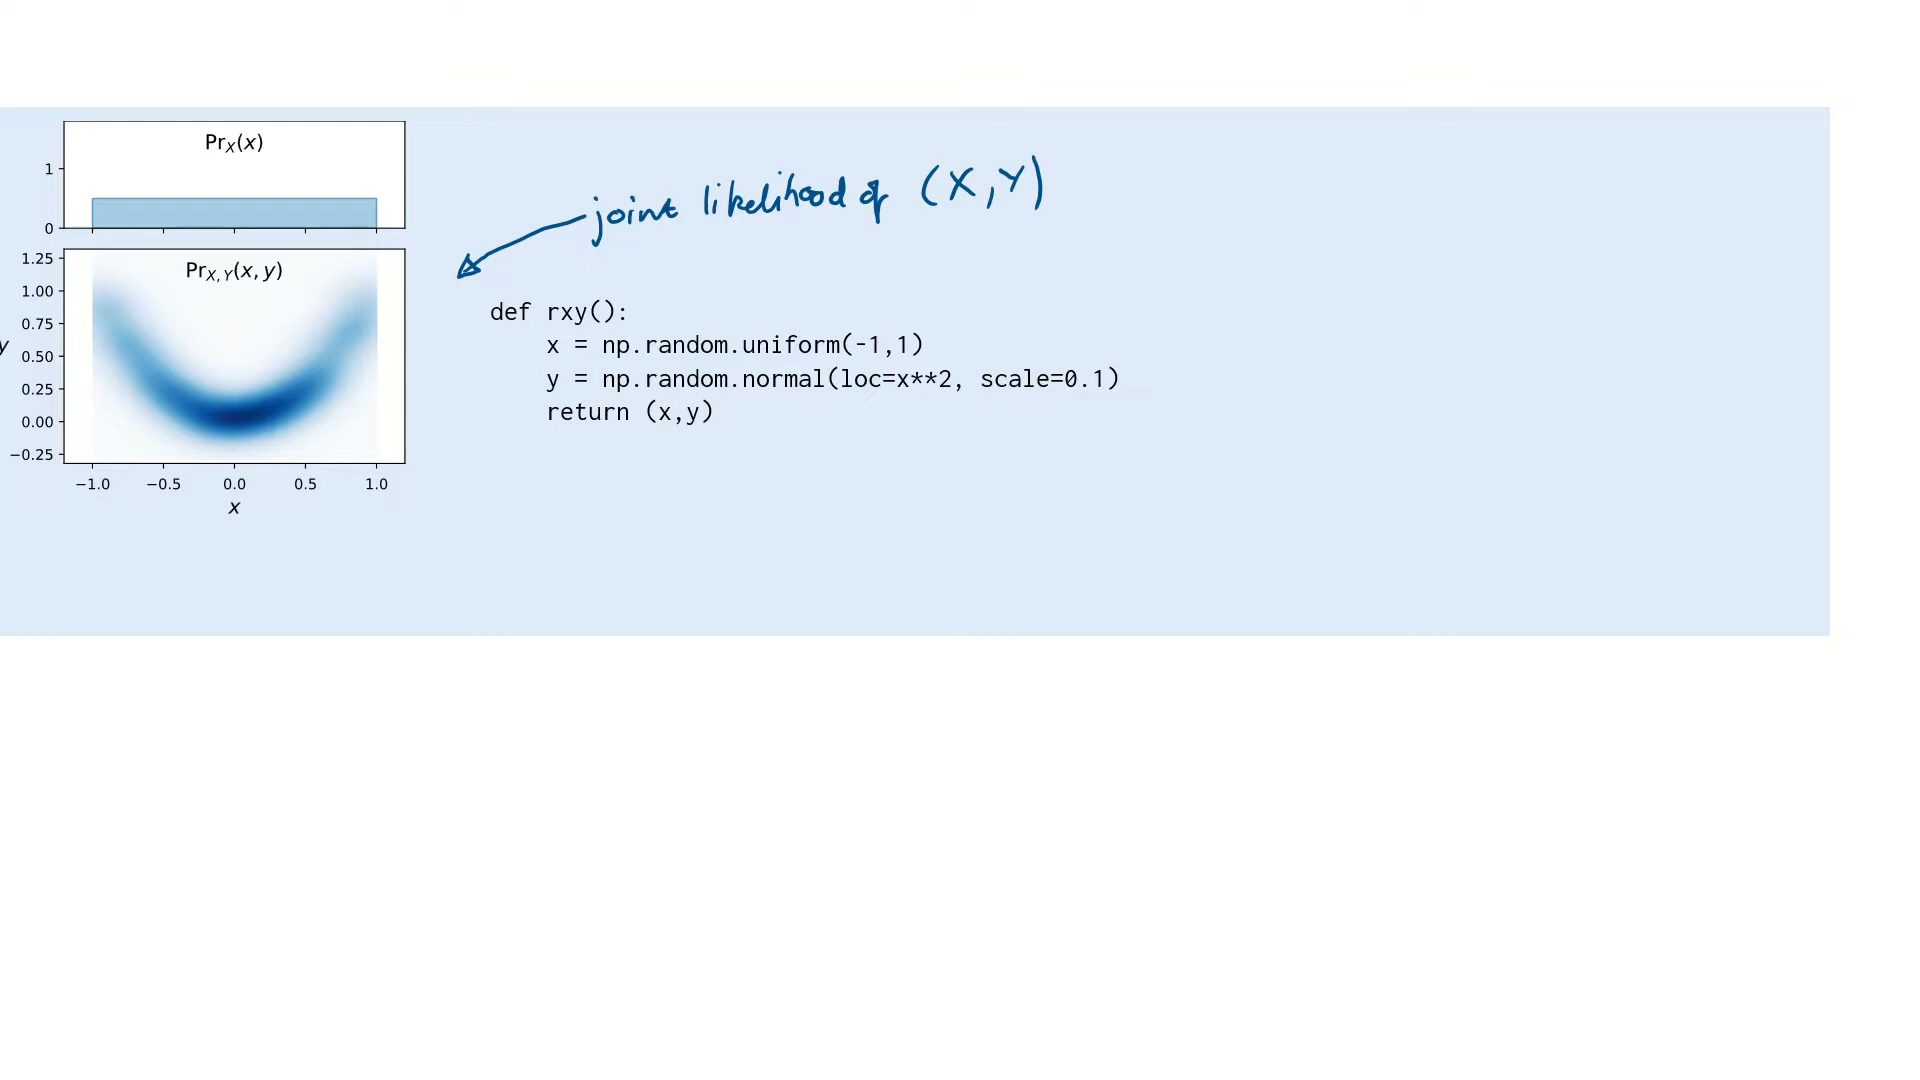 Pr_X(x)
1
0
joint likelihood of (X,Y)
Pr_{X,Y}(x, y)
1.25
1.00
0.75
0.50
0.25
0.00
−0.25
y
−1.0 −0.5 0.0 0.5 1.0
x
def rxy():
    x = np.random.uniform(-1,1)
    y = np.random.normal(loc=x**2, scale=0.1)
    return (x,y)